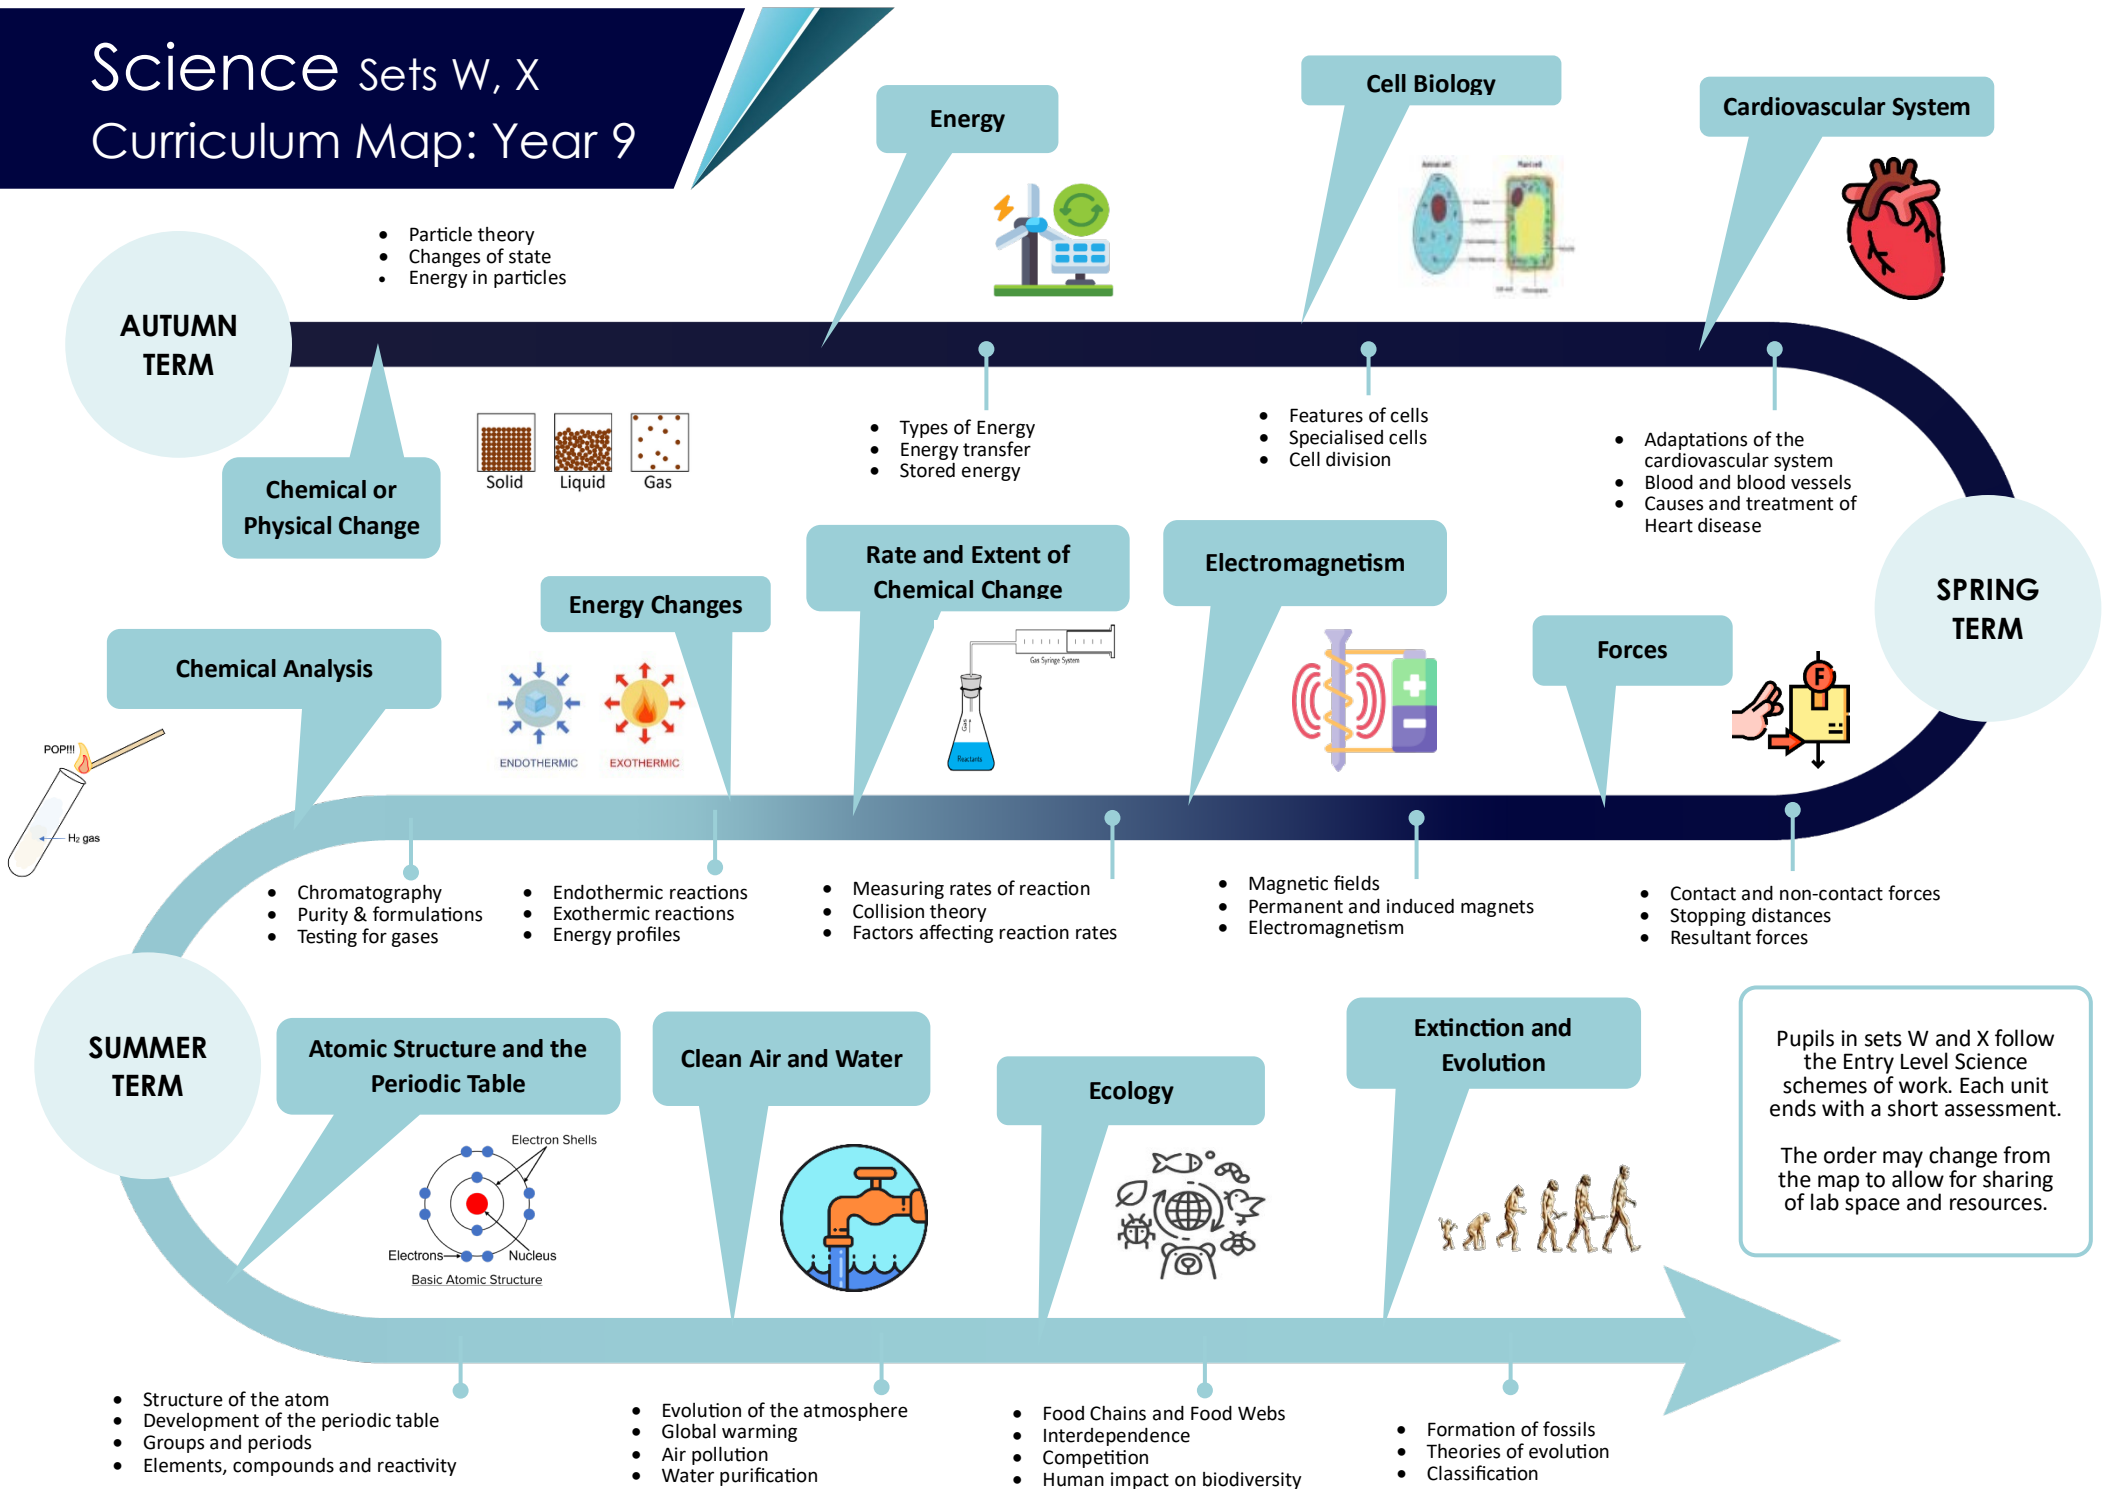 Science Sets W, X
Curriculum Map: Year 9
Energy
Cell Biology
Cardiovascular System
• Particle theory
• Changes of state
• Energy in particles
Animal cell
Plant cell
AUTUMN
TERM
Chemical or
Physical Change
Solid
Liquid
Gas
• Types of Energy
• Energy transfer
• Stored energy
• Features of cells
• Specialised cells
• Cell division
• Adaptations of the
cardiovascular system
• Blood and blood vessels
• Causes and treatment of
Heart disease
SPRING
TERM
Forces
F
• Contact and non-contact forces
• Stopping distances
• Resultant forces
Electromagnetism
• Magnetic fields
• Permanent and induced magnets
• Electromagnetism
Rate and Extent of
Chemical Change
Gas Syringe System
Gas
Reactants
• Measuring rates of reaction
• Collision theory
• Factors affecting reaction rates
Energy Changes
ENDOTHERMIC
EXOTHERMIC
• Endothermic reactions
• Exothermic reactions
• Energy profiles
Chemical Analysis
POP!!!
H₂ gas
• Chromatography
• Purity & formulations
• Testing for gases
SUMMER
TERM
Atomic Structure and the
Periodic Table
Electron Shells
Electrons
Nucleus
Basic Atomic Structure
• Structure of the atom
• Development of the periodic table
• Groups and periods
• Elements, compounds and reactivity
Clean Air and Water
• Evolution of the atmosphere
• Global warming
• Air pollution
• Water purification
Ecology
• Food Chains and Food Webs
• Interdependence
• Competition
• Human impact on biodiversity
Extinction and
Evolution
• Formation of fossils
• Theories of evolution
• Classification
Pupils in sets W and X follow
the Entry Level Science
schemes of work. Each unit
ends with a short assessment.
The order may change from
the map to allow for sharing
of lab space and resources.